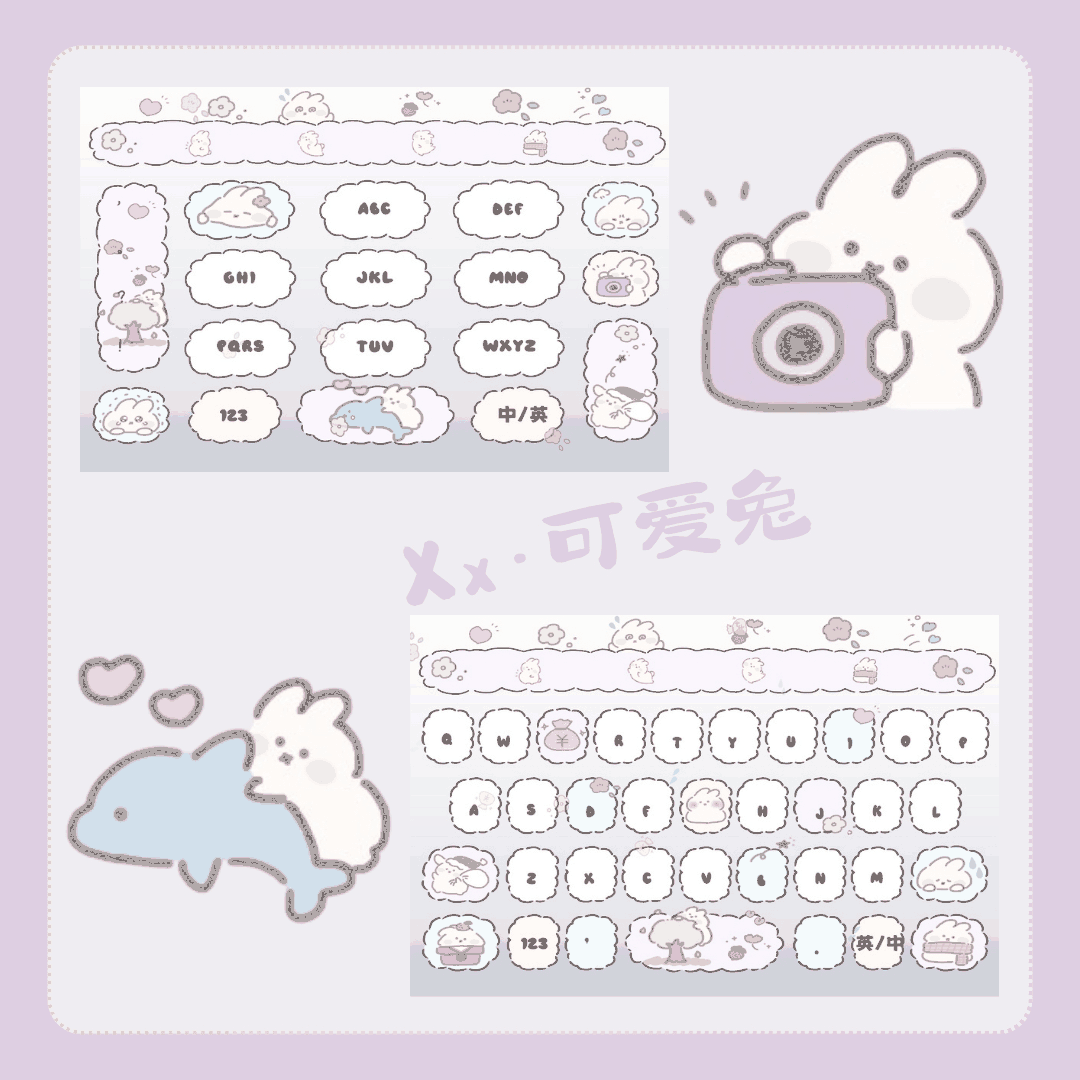 ABC DEF
GHI JKL MNO
PQRS TUV WXYZ
123 中/英
Xx·可爱兔
Q W ¥ R T Y U I O P
A S D F H J K L
Z X C V B N M
123 ' . 英/中